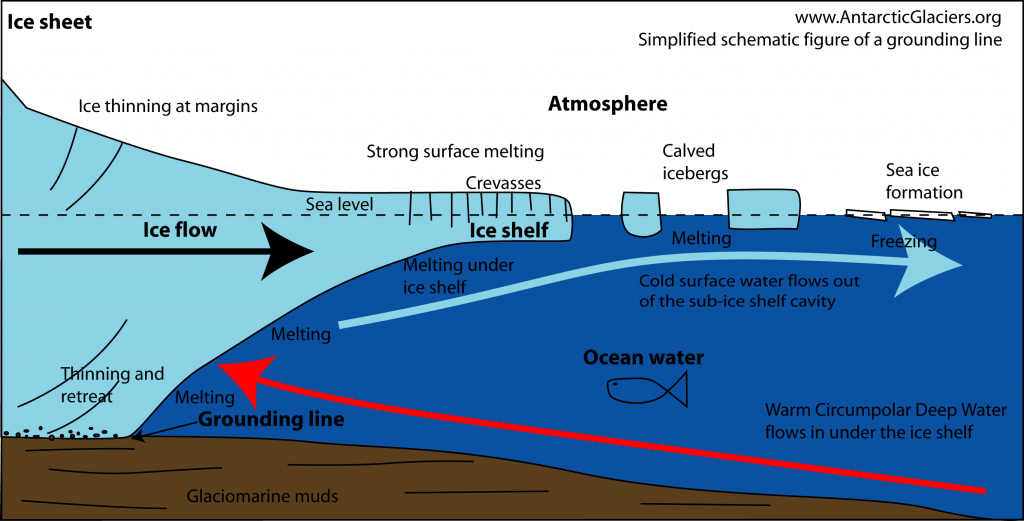 Ice sheet
www.AntarcticGlaciers.org
Simplified schematic figure of a grounding line
Ice thinning at margins
Atmosphere
Strong surface melting
Calved
icebergs
Sea ice
formation
Crevasses
Sea level
Ice flow
Ice shelf
Melting
Freezing
Melting under
ice shelf
Cold surface water flows out
of the sub-ice shelf cavity
Melting
Ocean water
Thinning and
retreat
Melting
Grounding line
Warm Circumpolar Deep Water
flows in under the ice shelf
Glaciomarine muds